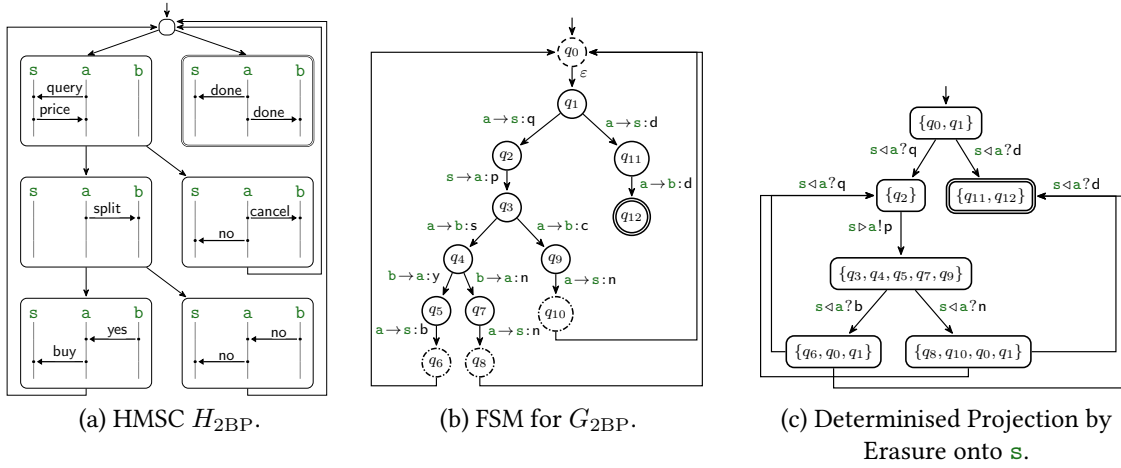 s a b
query
price
s a b
done
done
s a b
split
s a b
cancel
no
s a b
yes
buy
s a b
no
no
(a) HMSC H₂BP.
q₀
ε
q₁
a→s:q
a→s:d
q₂
q₁₁
s→a:p
a→b:d
q₃
q₁₂
a→b:s
a→b:c
q₄
q₉
b→a:y
b→a:n
a→s:n
q₅
q₇
q₁₀
a→s:b
a→s:n
q₆
q₈
(b) FSM for G₂BP.
{q₀, q₁}
s◁a?q
s◁a?d
s◁a?q
{q₂}
{q₁₁, q₁₂}
s◁a?d
s▷a!p
{q₃, q₄, q₅, q₇, q₉}
s◁a?b
s◁a?n
{q₆, q₀, q₁}
{q₈, q₁₀, q₀, q₁}
(c) Determinised Projection by
Erasure onto s.